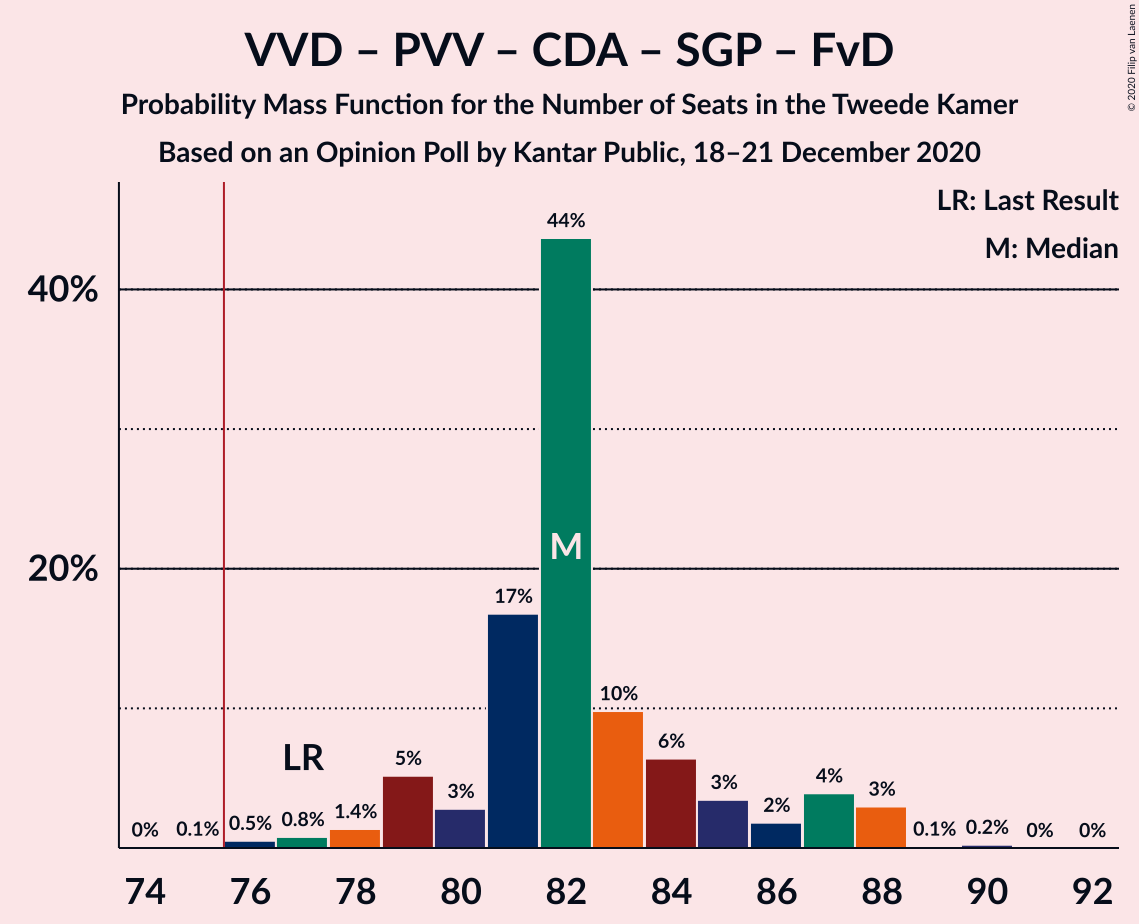 VVD – PVV – CDA – SGP – FvD
Probability Mass Function for the Number of Seats in the Tweede Kamer
Based on an Opinion Poll by Kantar Public, 18–21 December 2020
© 2020 Filip van Laenen
LR: Last Result
M: Median
40%
20%
0%
0.1%
0.5%
0.8%
1.4%
5%
3%
17%
44%
10%
6%
3%
2%
4%
3%
0.1%
0.2%
0%
0%
LR
M
74 76 78 80 82 84 86 88 90 92